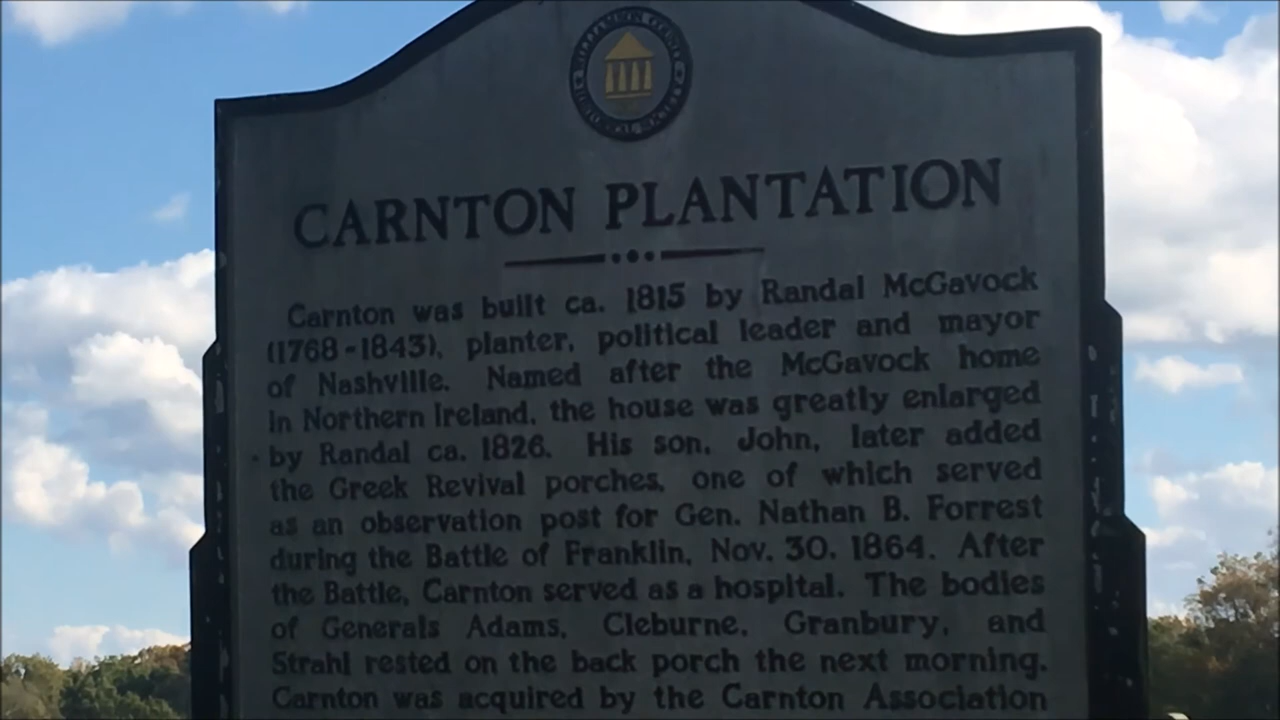 WILLIAMSON COUNTY
HISTORICAL SOCIETY
CARNTON PLANTATION
Carnton was built ca. 1815 by Randal McGavock
(1768-1843), planter, political leader and mayor
of Nashville. Named after the McGavock home
in Northern Ireland, the house was greatly enlarged
by Randal ca. 1826. His son, John, later added
the Greek Revival porches, one of which served
as an observation post for Gen. Nathan B. Forrest
during the Battle of Franklin, Nov. 30, 1864. After
the Battle, Carnton served as a hospital. The bodies
of Generals Adams, Cleburne, Granbury, and
Strahl rested on the back porch the next morning.
Carnton was acquired by the Carnton Association